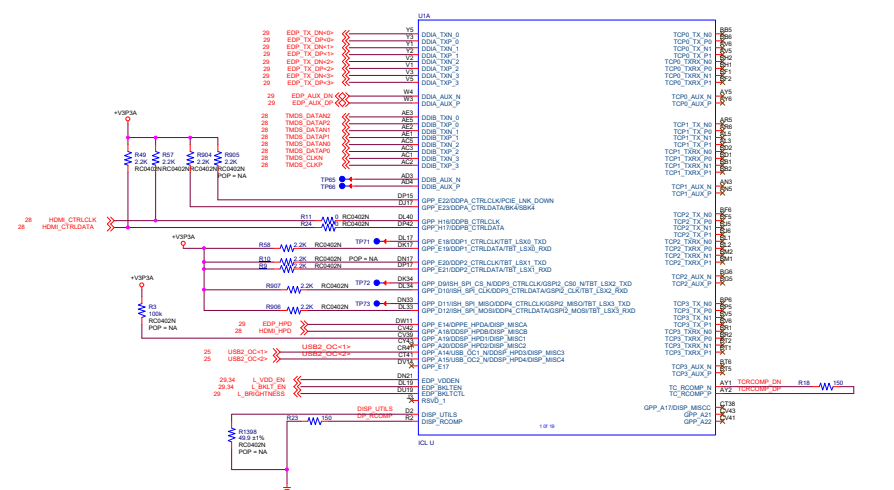 U1A
29 EDP_TX_DN<0> Y5 DDIA_TXN_0 TCP0_TX_N0 BB5
29 EDP_TX_DP<0> Y3 DDIA_TXP_0 TCP0_TX_P0 BB6
29 EDP_TX_DN<1> Y1 DDIA_TXN_1 TCP0_TX_N1 AV6
29 EDP_TX_DP<1> Y2 DDIA_TXP_1 TCP0_TX_P1 AV5
29 EDP_TX_DN<2> V2 DDIA_TXN_2 TCP0_TXRX_N0 BH2
29 EDP_TX_DP<2> V1 DDIA_TXP_2 TCP0_TXRX_P0 BH1
29 EDP_TX_DN<3> V3 DDIA_TXN_3 TCP0_TXRX_N1 BF1
29 EDP_TX_DP<3> V5 DDIA_TXP_3 TCP0_TXRX_P1 BF2
29 EDP_AUX_DN W4 DDIA_AUX_N TCP0_AUX_N AY5
29 EDP_AUX_DP W3 DDIA_AUX_P TCP0_AUX_P AY6
28 TMDS_DATAN2 AE3 DDIB_TXN_0 TCP1_TX_N0 AR5
28 TMDS_DATAP2 AE5 DDIB_TXP_0 TCP1_TX_P0 AR6
28 TMDS_DATAN1 AE2 DDIB_TXN_1 TCP1_TX_N1 AL5
28 TMDS_DATAP1 AE1 DDIB_TXP_1 TCP1_TX_P1 AL3
28 TMDS_DATAN0 AC5 DDIB_TXN_2 TCP1_TXRX_N0 BD2
28 TMDS_DATAP0 AC3 DDIB_TXP_2 TCP1_TXRX_P0 BD1
28 TMDS_CLKN AC1 DDIB_TXN_3 TCP1_TXRX_N1 BB1
28 TMDS_CLKP AC2 DDIB_TXP_3 TCP1_TXRX_P1 BB2
+V3P3A
R49 2.2K RC0402N
R57 2.2K RC0402N
R904 2.2K RC0402N
R905 2.2K RC0402N POP = NA
TP65 AD3 DDIB_AUX_N TCP1_AUX_N AN3
TP66 AD4 DDIB_AUX_P TCP1_AUX_P AN5
DP15 GPP_E22/DDPA_CTRLCLK/PCIE_LNK_DOWN
DJ17 GPP_E23/DDPA_CTRLDATA/BK4/SBK4
28 HDMI_CTRLCLK R11 0 RC0402N DL40 GPP_H16/DDPB_CTRLCLK
28 HDMI_CTRLDATA R24 0 RC0402N DP42 GPP_H17/DDPB_CTRLDATA
TCP2_TX_N0 BF6
TCP2_TX_P0 BF5
TCP2_TX_N1 BJ5
TCP2_TX_P1 BJ6
TCP2_TXRX_N0 BL1
TCP2_TXRX_P0 BL2
TCP2_TXRX_N1 BM2
TCP2_TXRX_P1 BM1
+V3P3A
TP71 DL17 GPP_E18/DDP1_CTRLCLK/TBT_LSX0_TXD
R58 2.2K RC0402N DK17 GPP_E19/DDP1_CTRLDATA/TBT_LSX0_RXD
R10 2.2K RC0402N POP = NA DN17 GPP_E20/DDP2_CTRLCLK/TBT_LSX1_TXD
R9 2.2K RC0402N DP17 GPP_E21/DDP2_CTRLDATA/TBT_LSX1_RXD
TCP2_AUX_N BG6
TCP2_AUX_P BG5
+V3P3A
TP72 DK34 GPP_D9/ISH_SPI_CS_N/DDP3_CTRLCLK/GPSI2_CS0_N/TBT_LSX2_TXD
R907 2.2K RC0402N DL34 GPP_D10/ISH_SPI_CLK/DDP3_CTRLDATA/GPSI2_CLK/TBT_LSX2_RXD
TP73 DN33 GPP_D11/ISH_SPI_MISO/DDP4_CTRLCLK/GPSI2_MISO/TBT_LSX3_TXD
R906 2.2K RC0402N DL33 GPP_D12/ISH_SPI_MOSI/DDP4_CTRLDATA/GPSI2_MOSI/TBT_LSX3_RXD
R3 100k RC0402N POP = NA
TCP3_TX_N0 BP6
TCP3_TX_P0 BP5
TCP3_TX_N1 BV5
TCP3_TX_P1 BV6
TCP3_TXRX_N0 BR1
TCP3_TXRX_P0 BR2
TCP3_TXRX_N1 BT2
TCP3_TXRX_P1 BT1
29 EDP_HPD DW11 GPP_E14/DPPE_HPDA/DISP_MISCA
28 HDMI_HPD CV42 GPP_A18/DDSP_HPDB/DISP_MISCB
CV39 GPP_A19/DDSP_HPD1/DISP_MISC1
CY43 GPP_A20/DDSP_HPD2/DISP_MISC2
25 USB2_OC<1> USB2_OC<1> CR41 GPP_A14/USB_OC1_N/DDSP_HPD3/DISP_MISC3
25 USB2_OC<2> USB2_OC<2> CT41 GPP_A15/USB_OC2_N/DDSP_HPD4/DISP_MISC4
DV14 GPP_E17
TCP3_AUX_N BT6
TCP3_AUX_P BT5
29,34 L_VDD_EN DN21 EDP_VDDEN
29,34 L_BKLT_EN DL19 EDP_BKLTEN
29 L_BRIGHTNESS DU19 EDP_BKLTCTL
J3 RSVD_1
TC_RCOMP_N AY1 TCRCOMP_DN R18 150
TC_RCOMP_P AY2 TCRCOMP_DP
DISP_UTILS D2 DISP_UTILS
R23 150 DP_RCOMP R2 DISP_RCOMP
GPP_A17/DISP_MISCC CT38
GPP_A21 CV43
GPP_A22 CV41
R1398
49.9 ±1%
RC0402N
POP = NA
1 of 19
ICL U